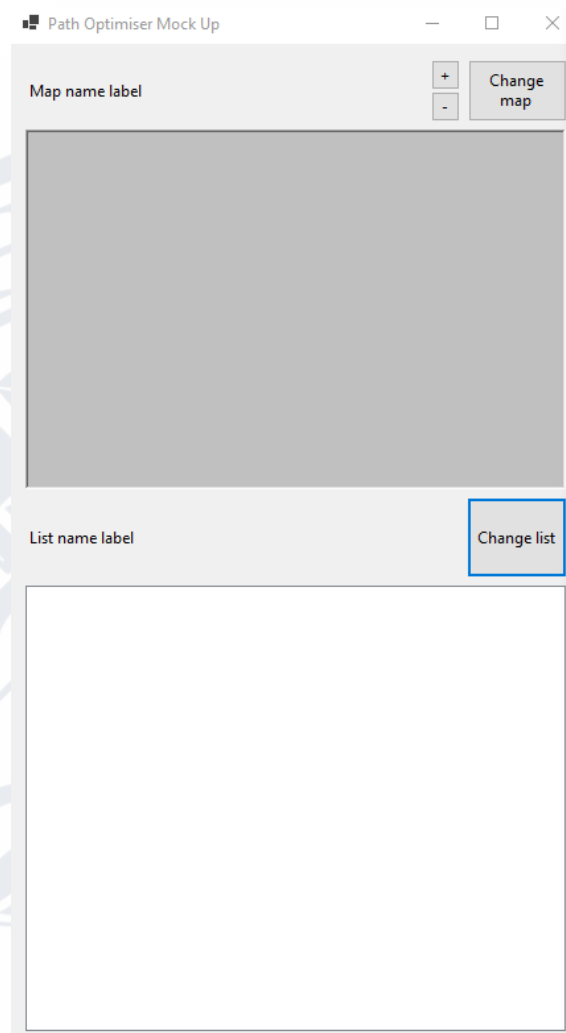 Path Optimiser Mock Up
Map name label
+
-
Change
map
List name label
Change list